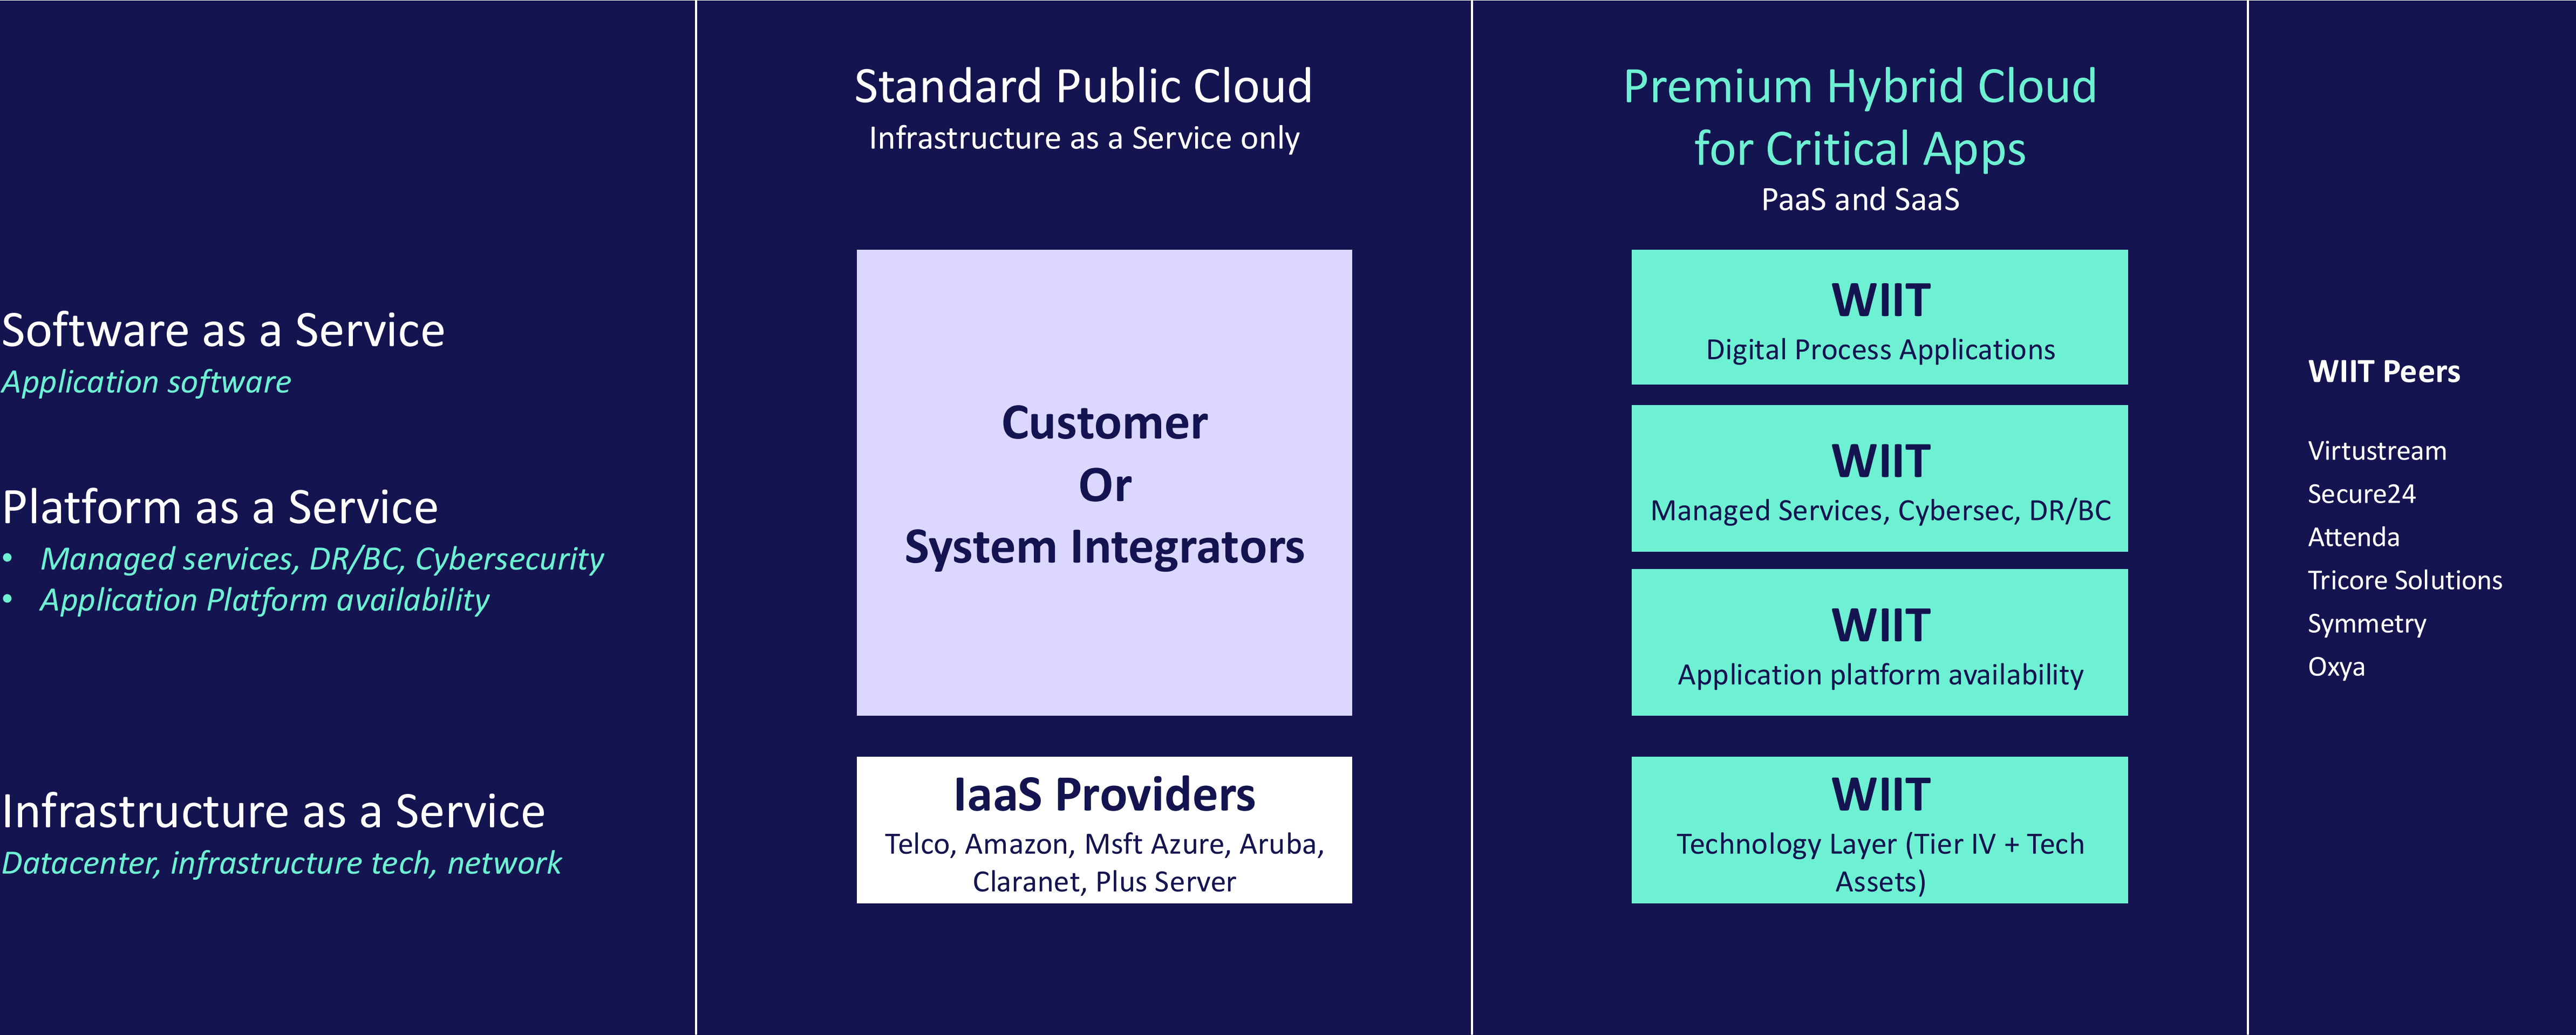 Software as a Service
Application software
Platform as a Service
• Managed services, DR/BC, Cybersecurity
• Application Platform availability
Infrastructure as a Service
Datacenter, infrastructure tech, network
Standard Public Cloud
Infrastructure as a Service only
Customer
Or
System Integrators
IaaS Providers
Telco, Amazon, Msft Azure, Aruba,
Claranet, Plus Server
Premium Hybrid Cloud
for Critical Apps
PaaS and SaaS
WIIT
Digital Process Applications
WIIT
Managed Services, Cybersec, DR/BC
WIIT
Application platform availability
WIIT
Technology Layer (Tier IV + Tech
Assets)
WIIT Peers
Virtustream
Secure24
Attenda
Tricore Solutions
Symmetry
Oxya